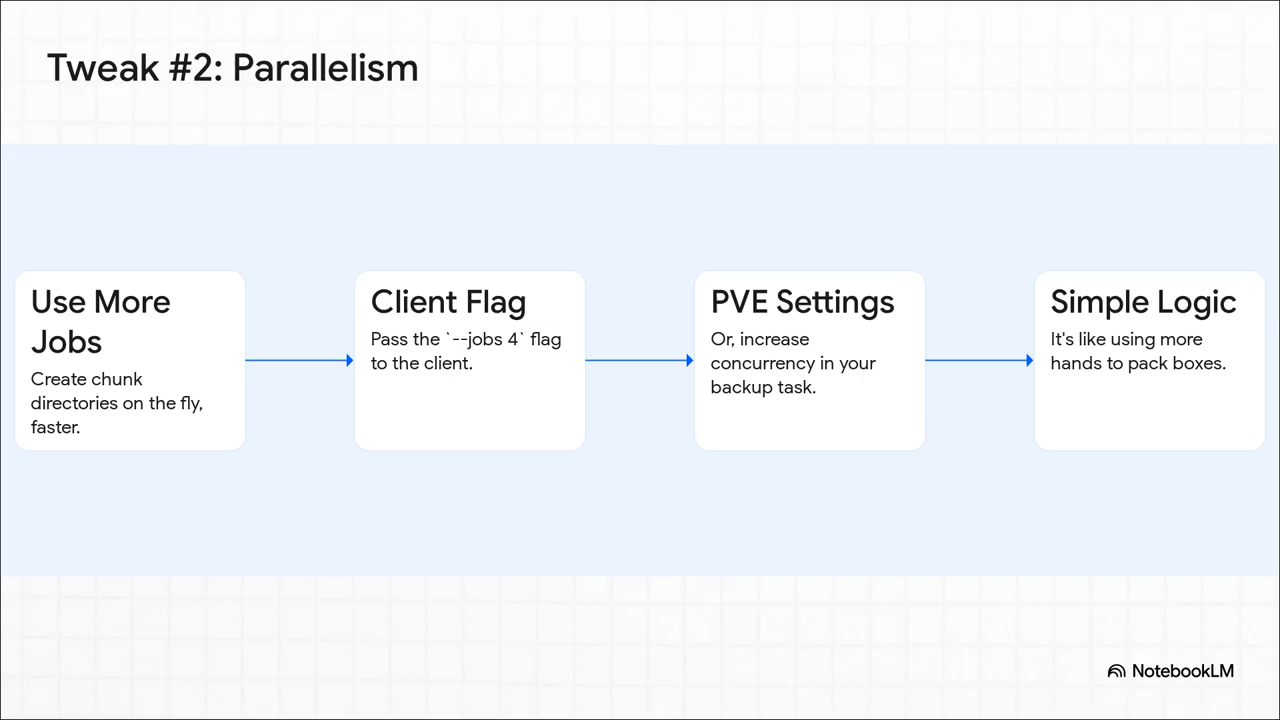 Tweak #2: Parallelism
Use More
Jobs
Create chunk
directories on the fly,
faster.
Client Flag
Pass the `--jobs 4` flag
to the client.
PVE Settings
Or, increase
concurrency in your
backup task.
Simple Logic
It's like using more
hands to pack boxes.
NotebookLM